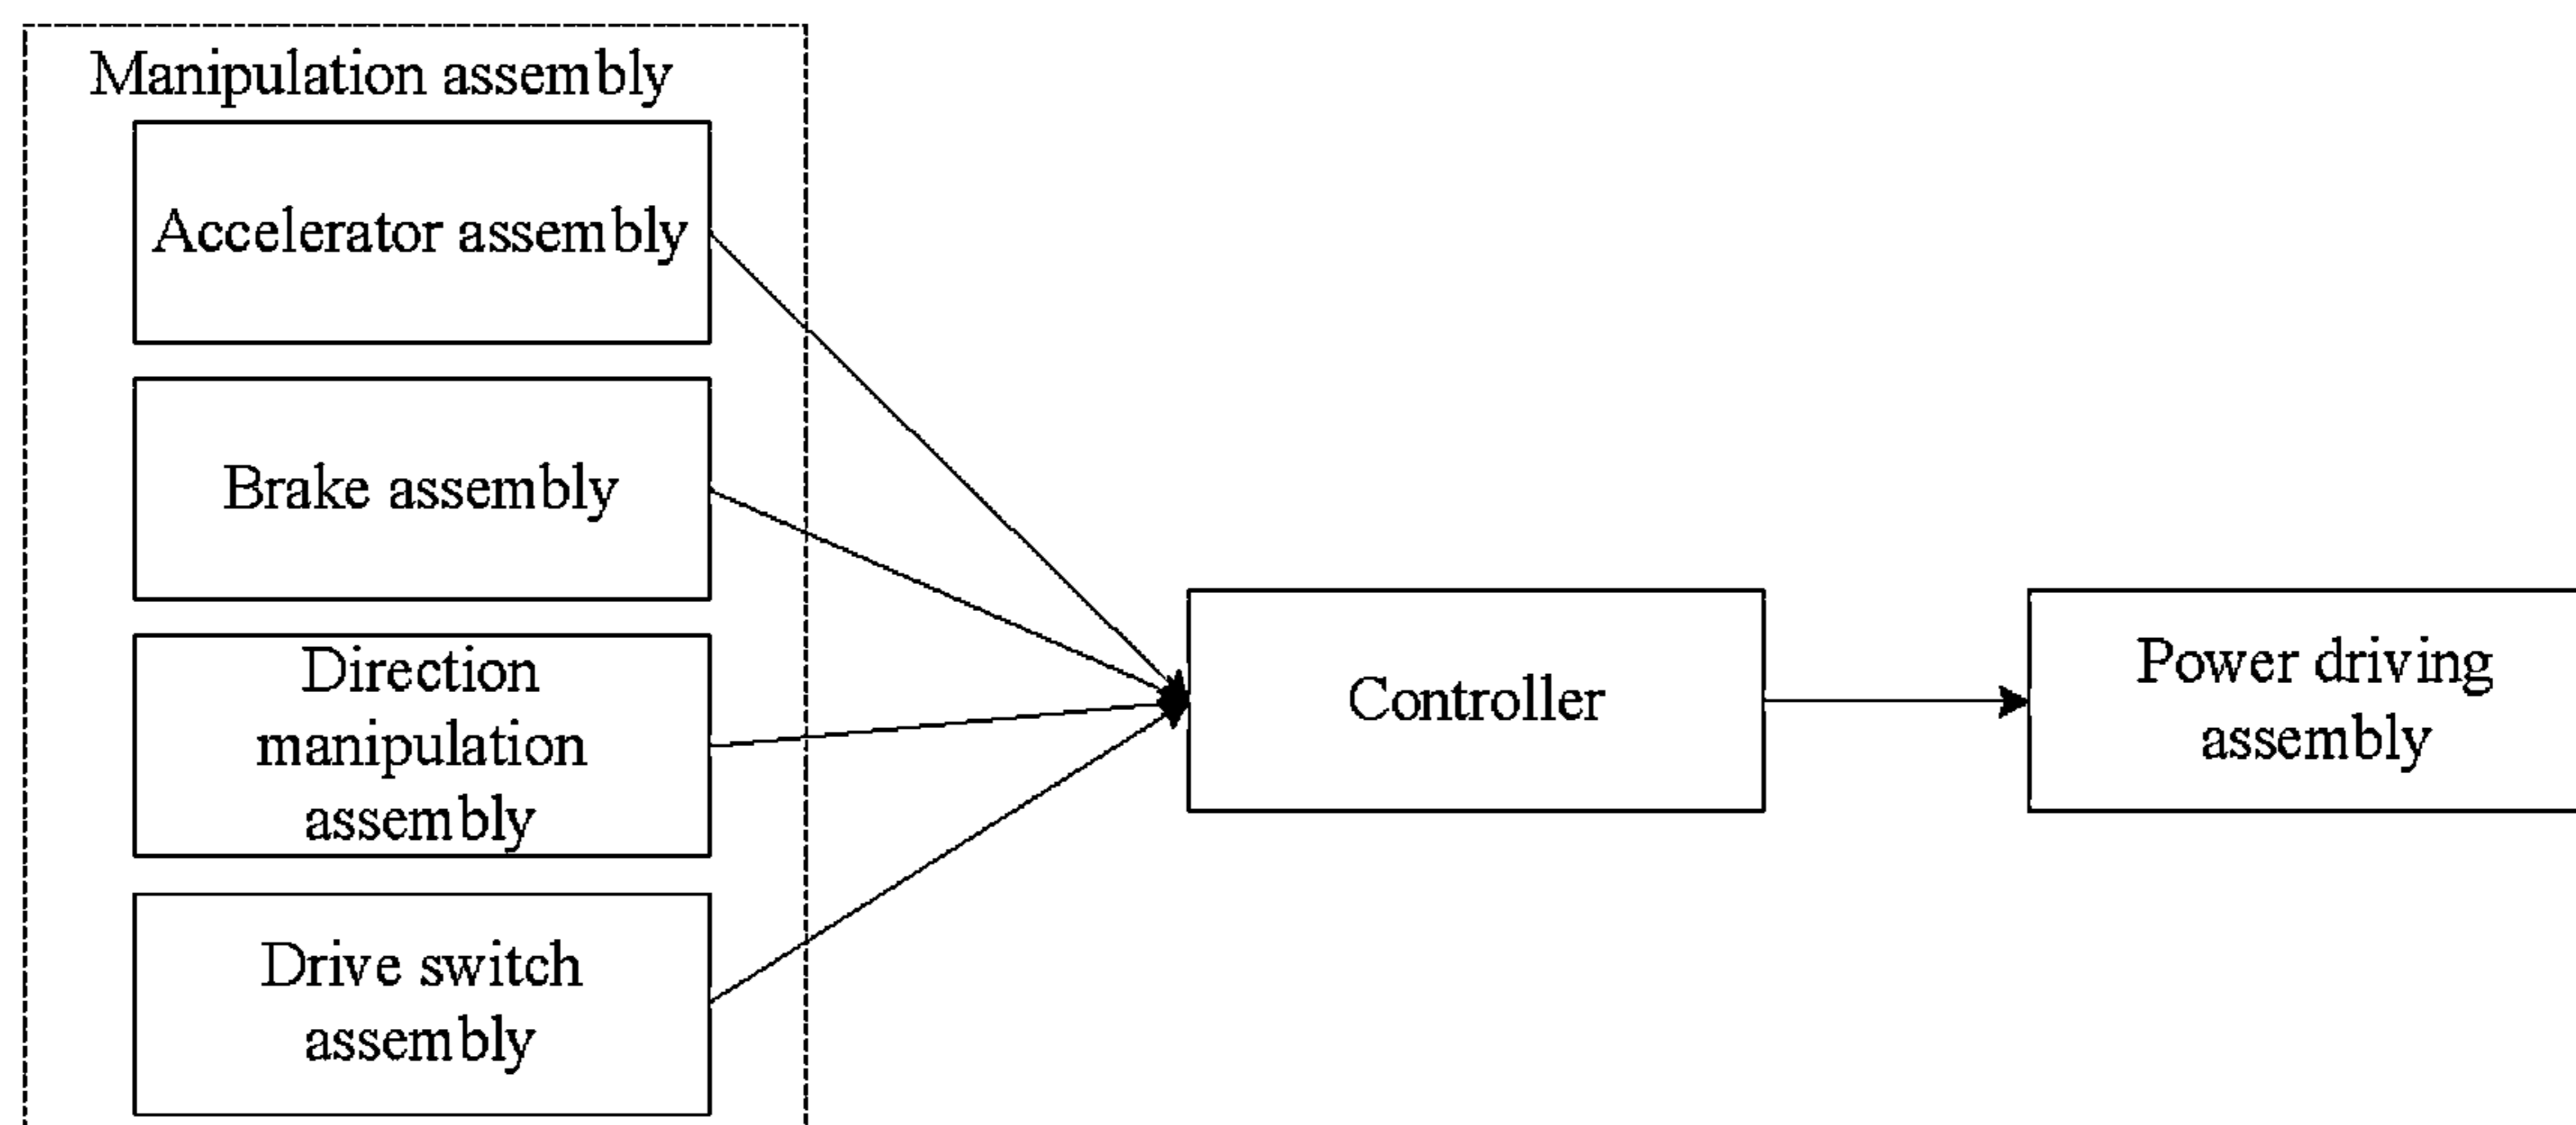 Manipulation assembly
Accelerator assembly
Brake assembly
Direction
manipulation
assembly
Drive switch
assembly
Controller
Power driving
assembly